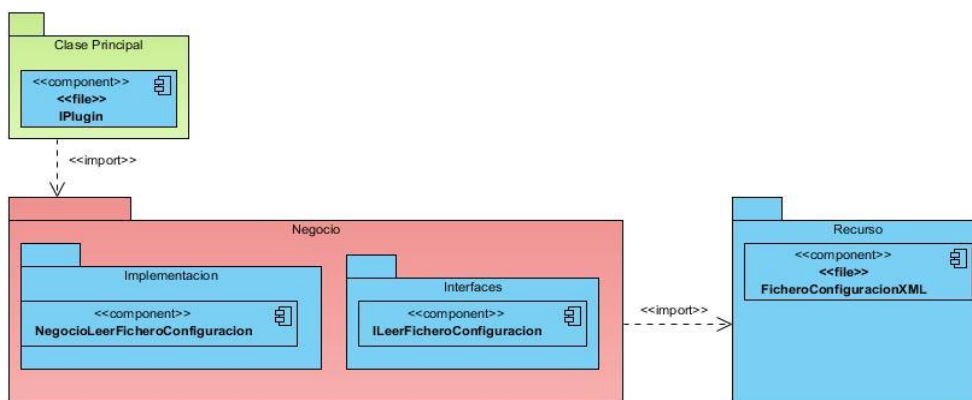 Clase Principal
<<component>>
<<file>>
IPlugin
<<import>>
Negocio
Implementacion
<<component>>
NegocioLeerFicheroConfiguracion
Interfaces
<<component>>
ILeerFicheroConfiguracion
<<import>>
Recurso
<<component>>
<<file>>
FicheroConfiguracionXML